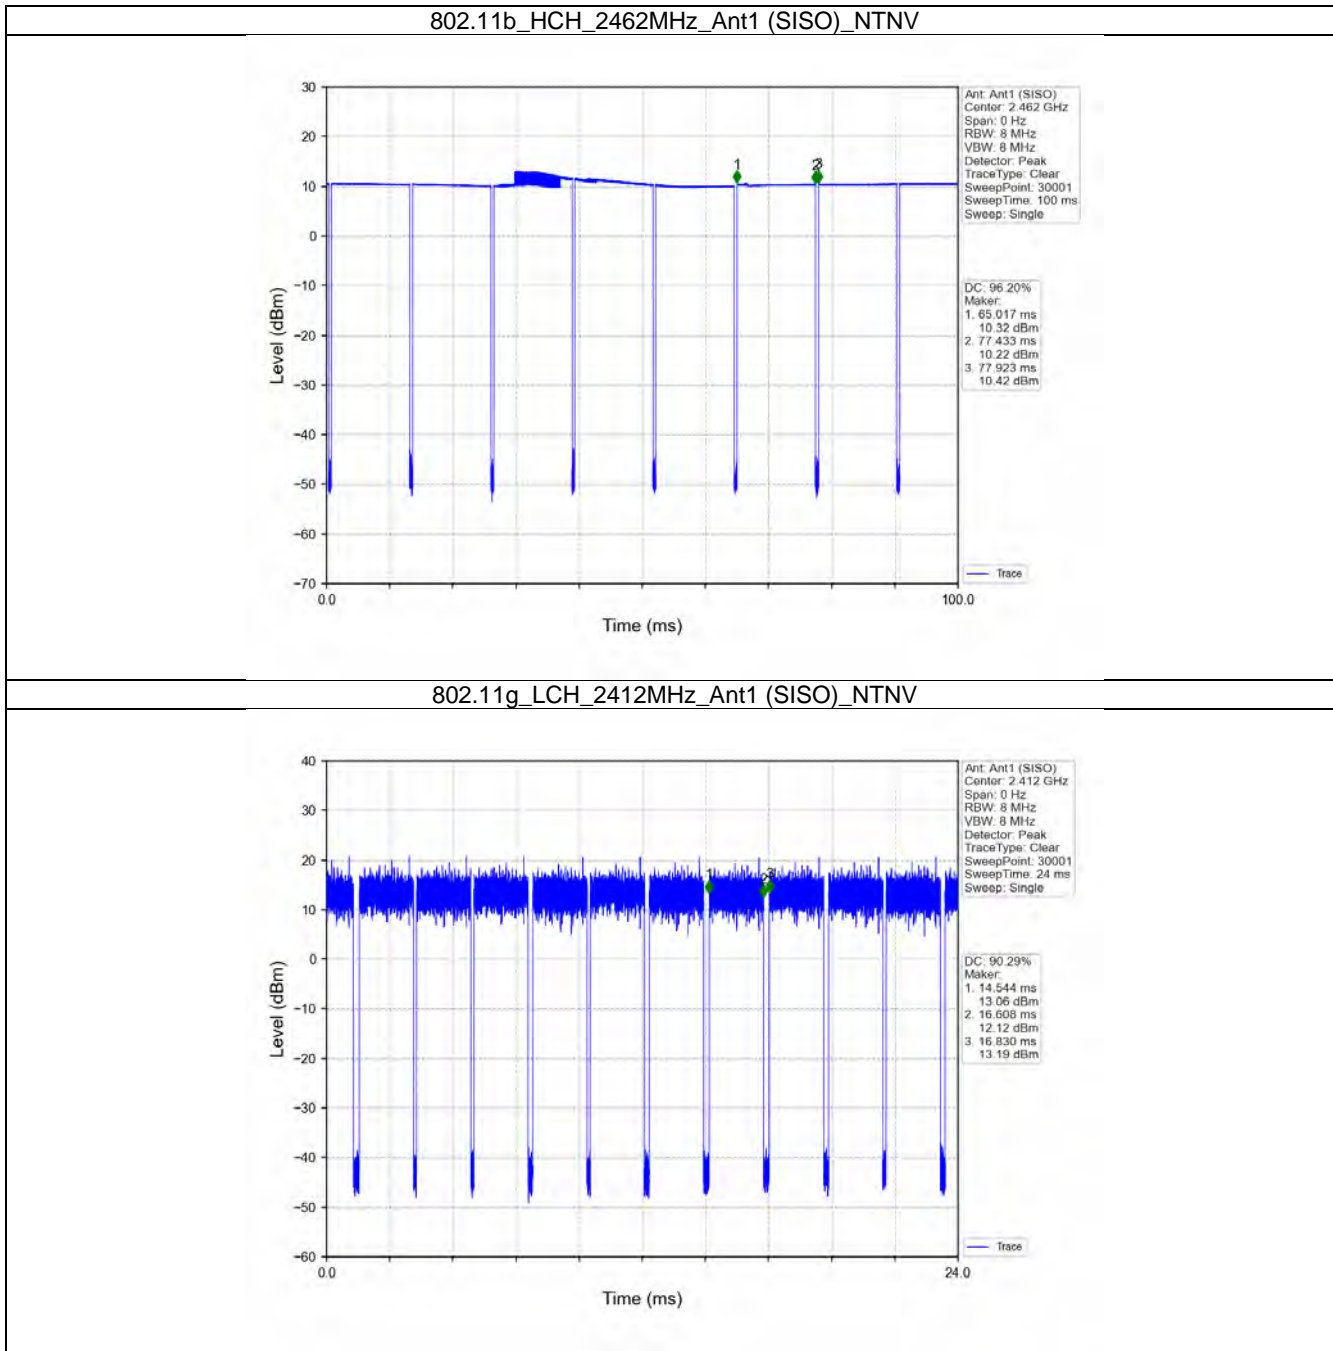 802.11b_HCH_2462MHz_Ant1 (SISO)_NTNV
30
20
10
0
−10
−20
−30
−40
−50
−60
−70
Level (dBm)
0.0
100.0
Time (ms)
1
2
3
Ant: Ant1 (SISO)
Center: 2.462 GHz
Span: 0 Hz
RBW: 8 MHz
VBW: 8 MHz
Detector: Peak
TraceType: Clear
SweepPoint: 30001
SweepTime: 100 ms
Sweep: Single
DC: 96.20%
Maker:
1. 65.017 ms
10.32 dBm
2. 77.433 ms
10.22 dBm
3. 77.923 ms
10.42 dBm
Trace
802.11g_LCH_2412MHz_Ant1 (SISO)_NTNV
40
30
20
10
0
−10
−20
−30
−40
−50
−60
Level (dBm)
0.0
24.0
Time (ms)
1
2
3
Ant: Ant1 (SISO)
Center: 2.412 GHz
Span: 0 Hz
RBW: 8 MHz
VBW: 8 MHz
Detector: Peak
TraceType: Clear
SweepPoint: 30001
SweepTime: 24 ms
Sweep: Single
DC: 90.29%
Maker:
1. 14.544 ms
13.06 dBm
2. 16.608 ms
12.12 dBm
3. 16.830 ms
13.19 dBm
Trace